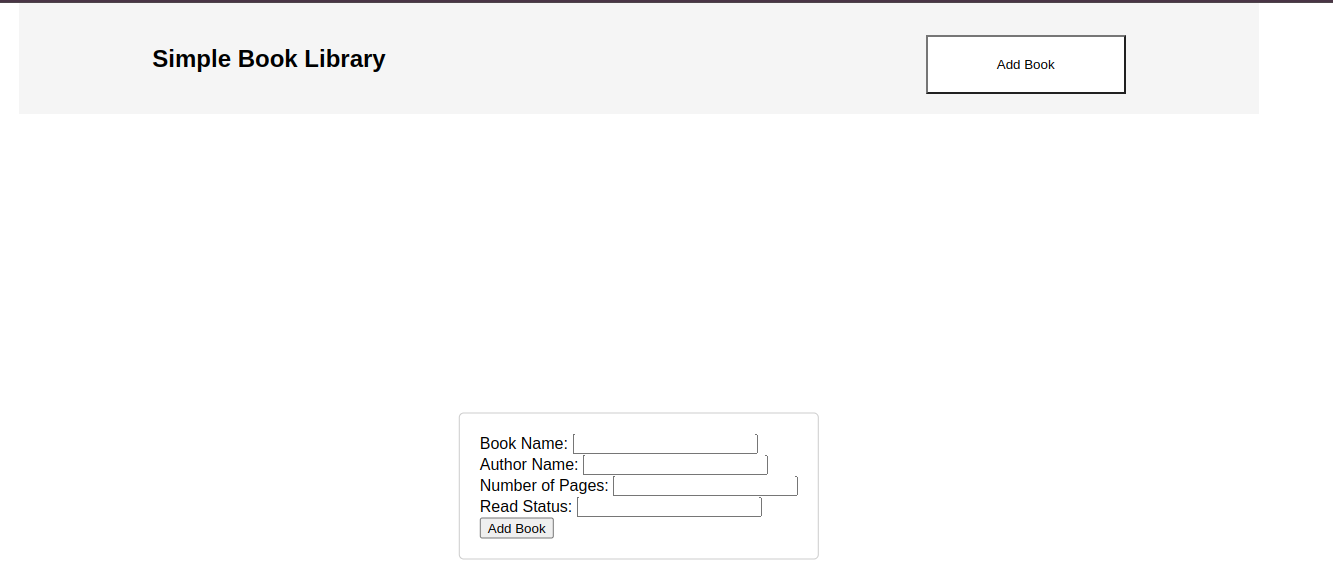 Simple Book Library
Add Book
Book Name:
Author Name:
Number of Pages:
Read Status:
Add Book